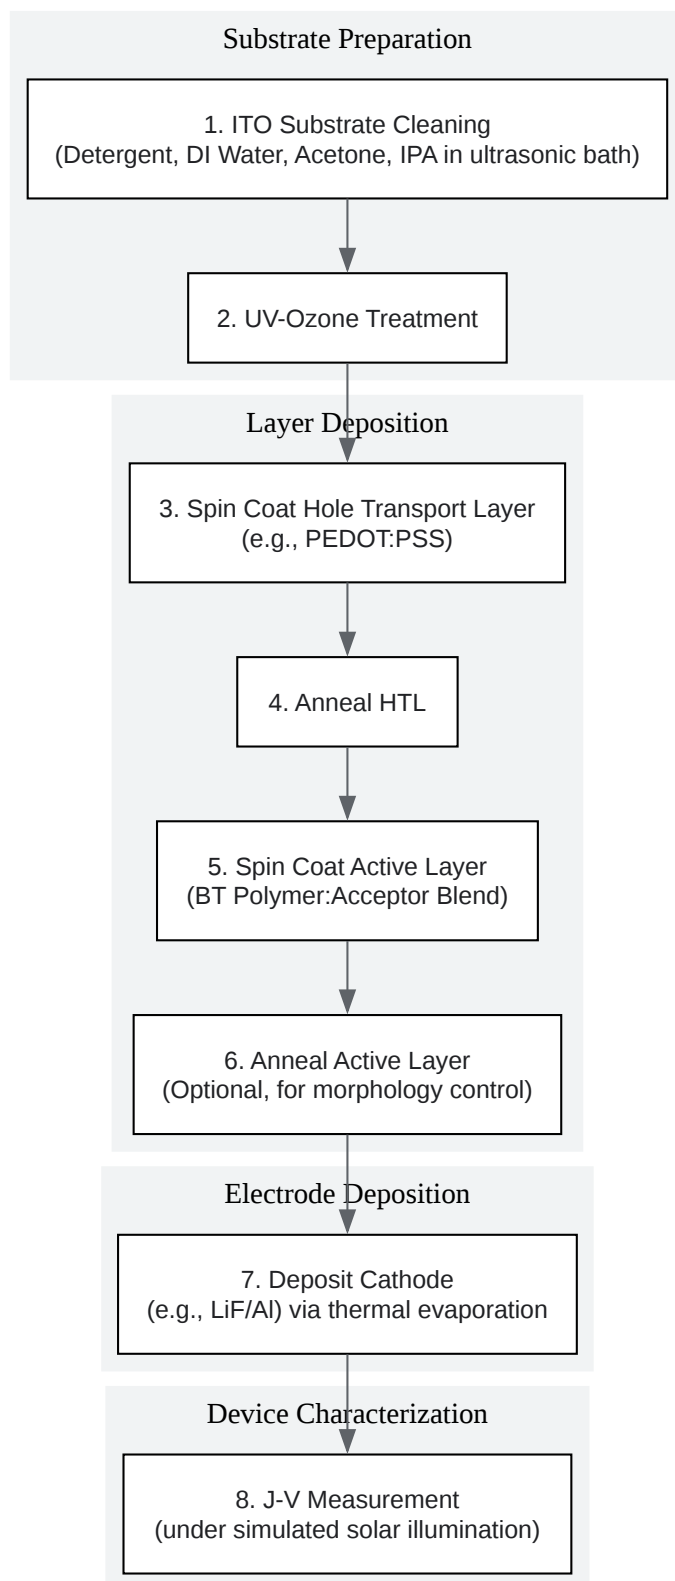 Substrate Preparation
1. ITO Substrate Cleaning
(Detergent, DI Water, Acetone, IPA in ultrasonic bath)
2. UV-Ozone Treatment
Layer Deposition
3. Spin Coat Hole Transport Layer
(e.g., PEDOT:PSS)
4. Anneal HTL
5. Spin Coat Active Layer
(BT Polymer:Acceptor Blend)
6. Anneal Active Layer
(Optional, for morphology control)
Electrode Deposition
7. Deposit Cathode
(e.g., LiF/Al) via thermal evaporation
Device Characterization
8. J-V Measurement
(under simulated solar illumination)